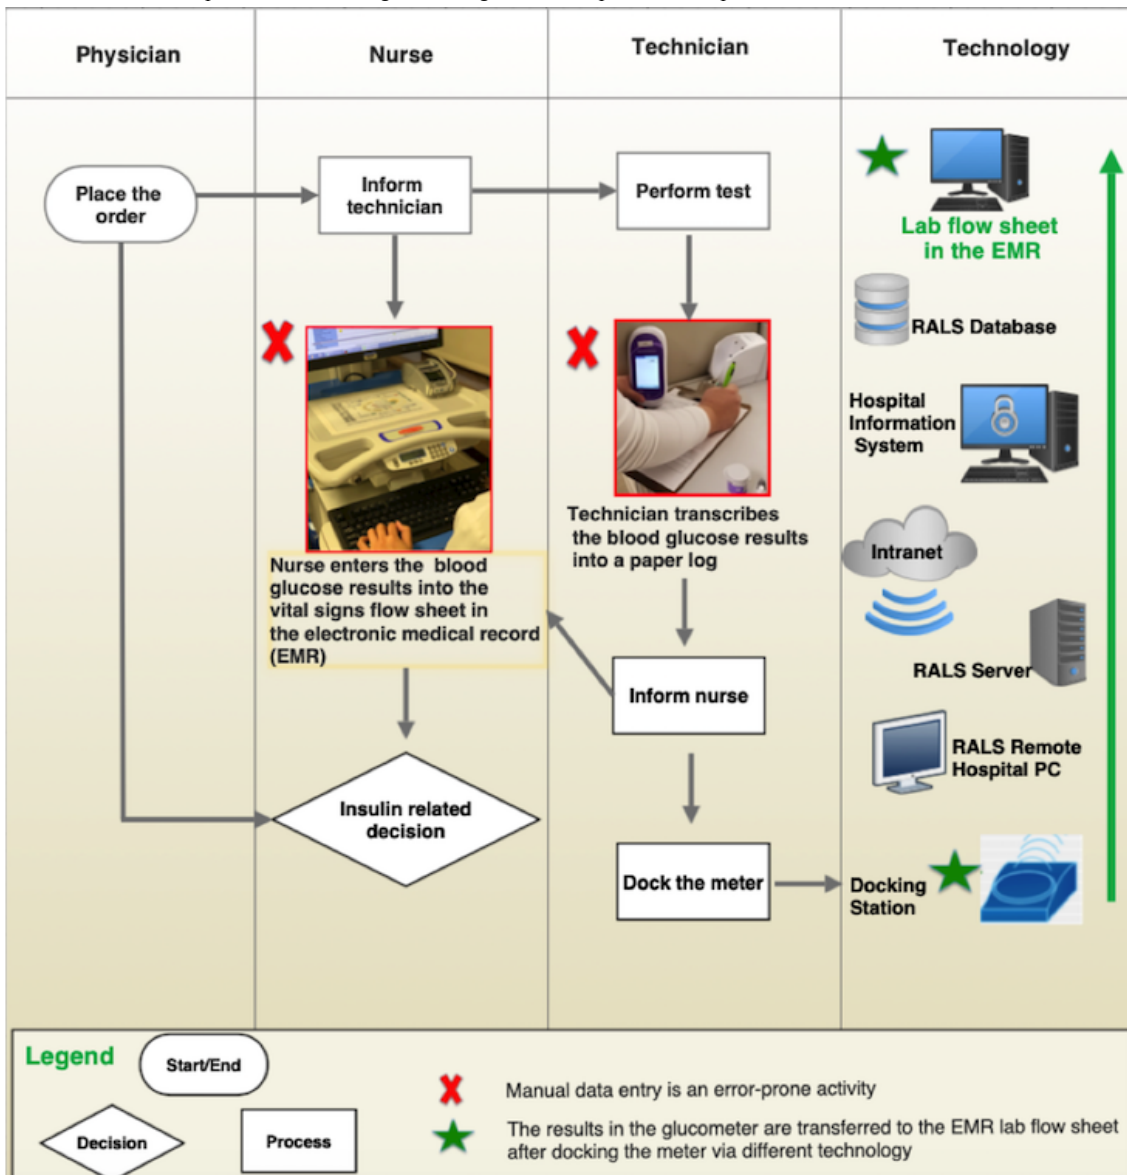 Physician
Nurse
Technician
Technology
Place the
order
Inform
technician
Perform test
Lab flow sheet
in the EMR
RALS Database
Hospital
Information
System
Technician transcribes
the blood glucose results
into a paper log
Intranet
Nurse enters the blood
glucose results into the
vital signs flow sheet in
the electronic medical record
(EMR)
RALS Server
Inform nurse
RALS Remote
Hospital PC
Insulin related
decision
Dock the meter
Docking
Station
Legend
Start/End
Decision
Process
Manual data entry is an error-prone activity
The results in the glucometer are transferred to the EMR lab flow sheet
after docking the meter via different technology